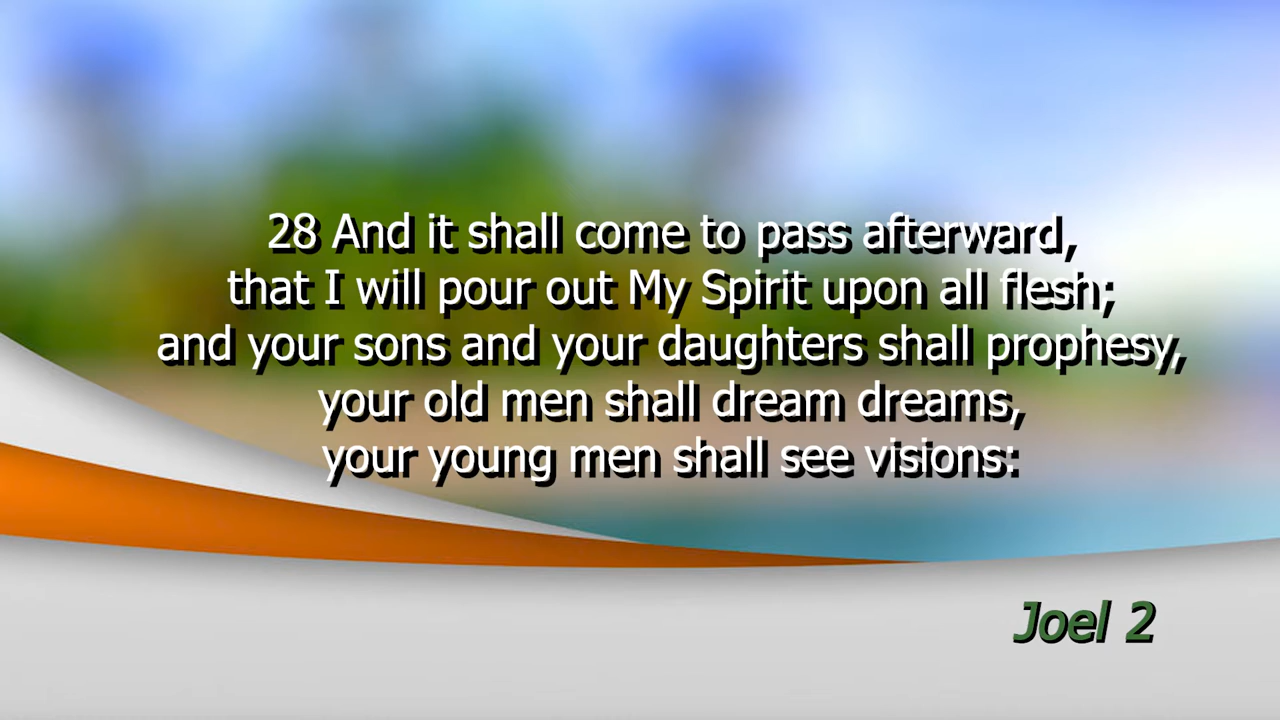 28 And it shall come to pass afterward,
that I will pour out My Spirit upon all flesh;
and your sons and your daughters shall prophesy,
your old men shall dream dreams,
your young men shall see visions:
Joel 2